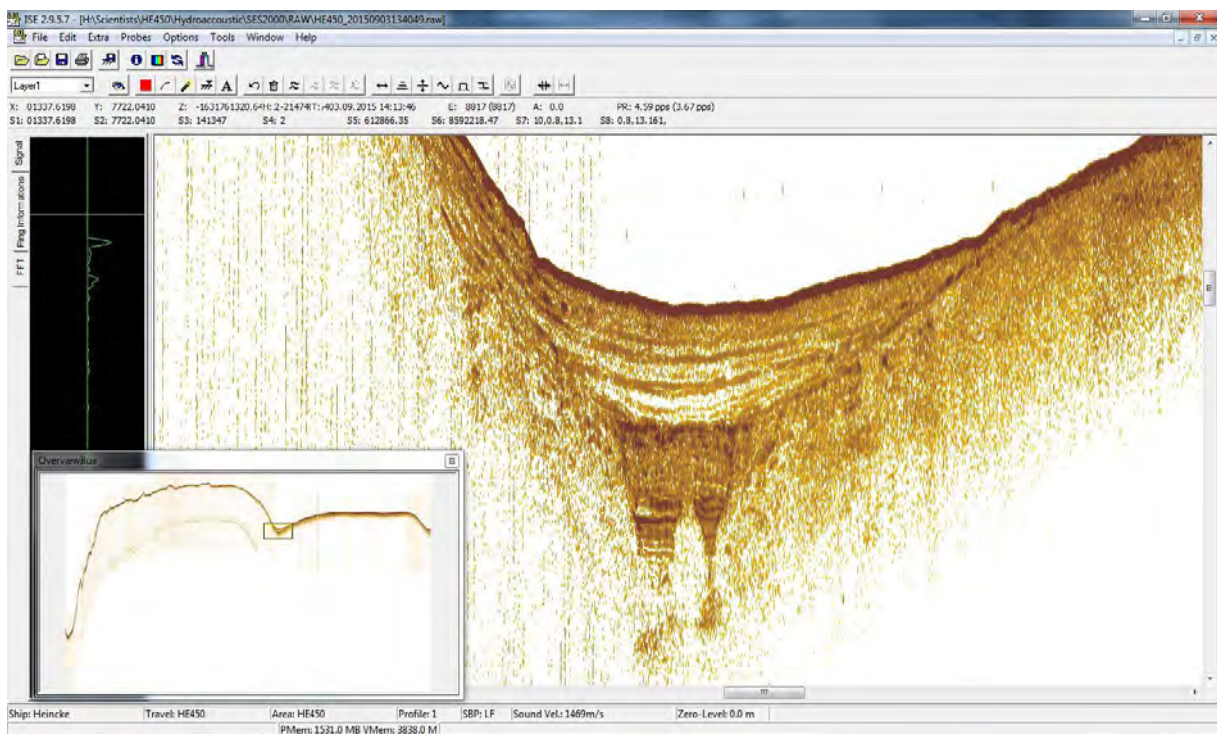 ISE 2.9.5.7 - [H:\Scientists\HE450\Hydroaccoustic\SES2000\RAW\HE450_20150903134049.raw]
File Edit Extra Probes Options Tools Window Help
Layer1
X: 01337.6198 Y: 7722.0410 Z: -1631761320.64H: 2-21474T: 03.09.2015 14:13:46 E: 8817 (8817) A: 0.0 PR: 4.59 pps (3.67 pps)
S1: 01337.6198 S2: 7722.0410 S3: 141347 S4: 2 S5: 612866.35 S6: 8592218.47 S7: 10,0.8,13.1 S8: 0.8,13.161,
Signal
Ping Informations
FFT
OverviewBox
Ship: Heincke Travel: HE450 Area: HE450 Profile: 1 SBP: LF Sound Vel.: 1469m/s Zero-Level: 0.0 m
PMem: 1531.0 MB VMem: 3838.0 M